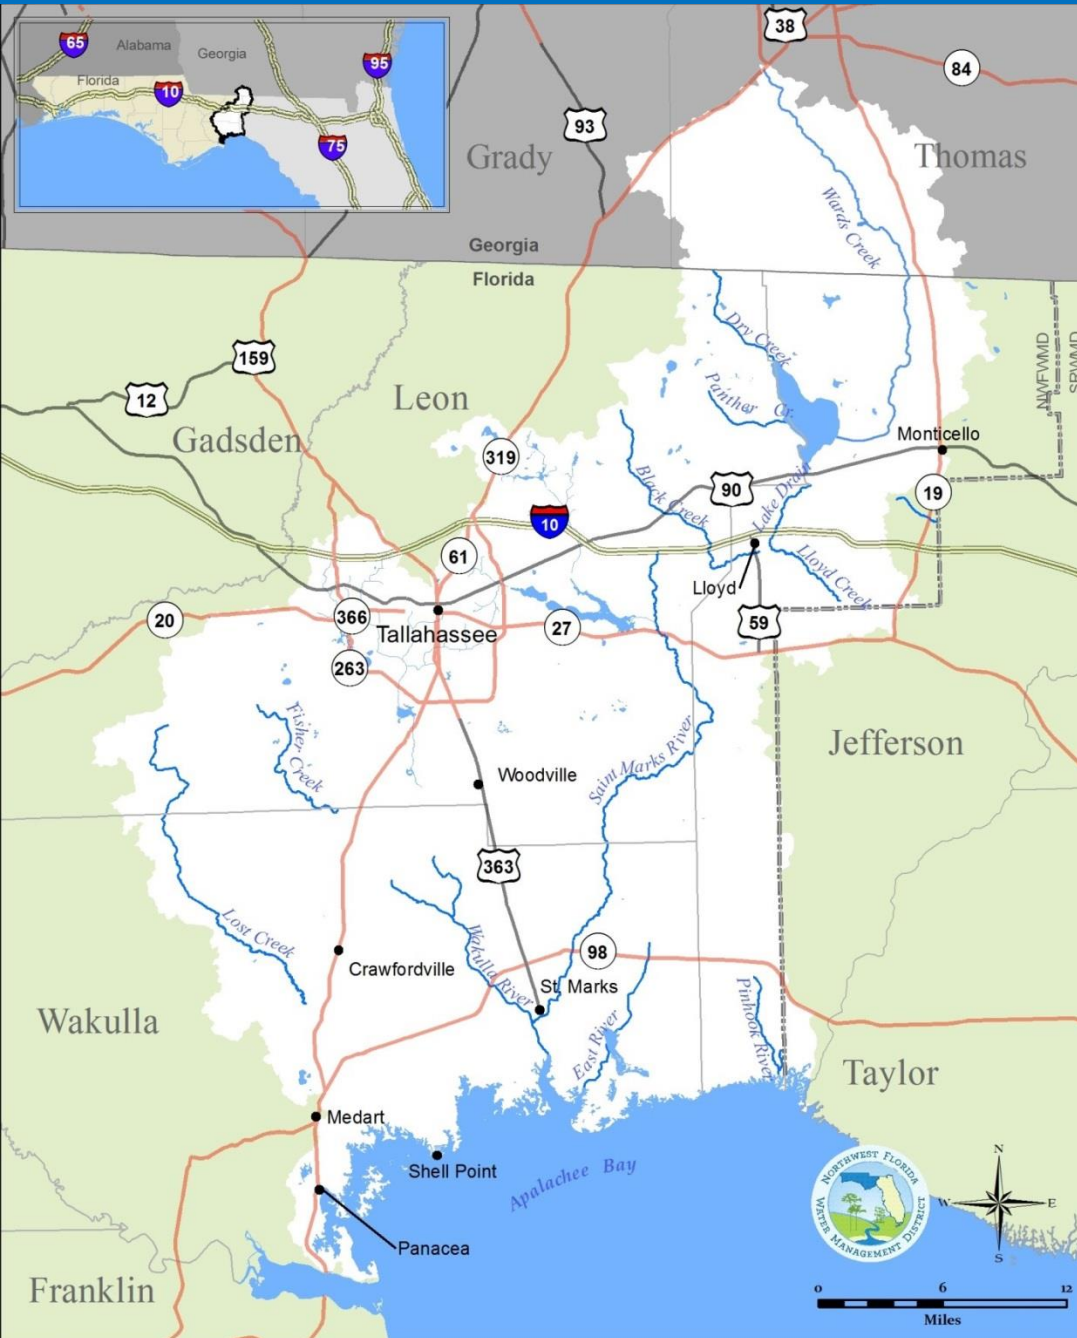 65
Alabama
Georgia
95
Florida
10
75
38
84
93
Grady
Thomas
Wards Creek
Georgia
Florida
Dry Creek
159
12
Leon
Panther Cr.
NWFWMD
SRWMD
Gadsden
Monticello
319
90
19
Black Creek
Lake Drain
10
61
Lloyd
Lloyd Creek
20
366
Tallahassee
27
59
263
Fisher Creek
Saint Marks River
Jefferson
Woodville
363
Lost Creek
Wakulla River
98
Crawfordville
St. Marks
Pinhook River
Wakulla
East River
Taylor
Medart
Shell Point
Apalachee Bay
NORTHWEST FLORIDA
WATER MANAGEMENT DISTRICT
N
W
E
S
Panacea
Franklin
0 6 12
Miles